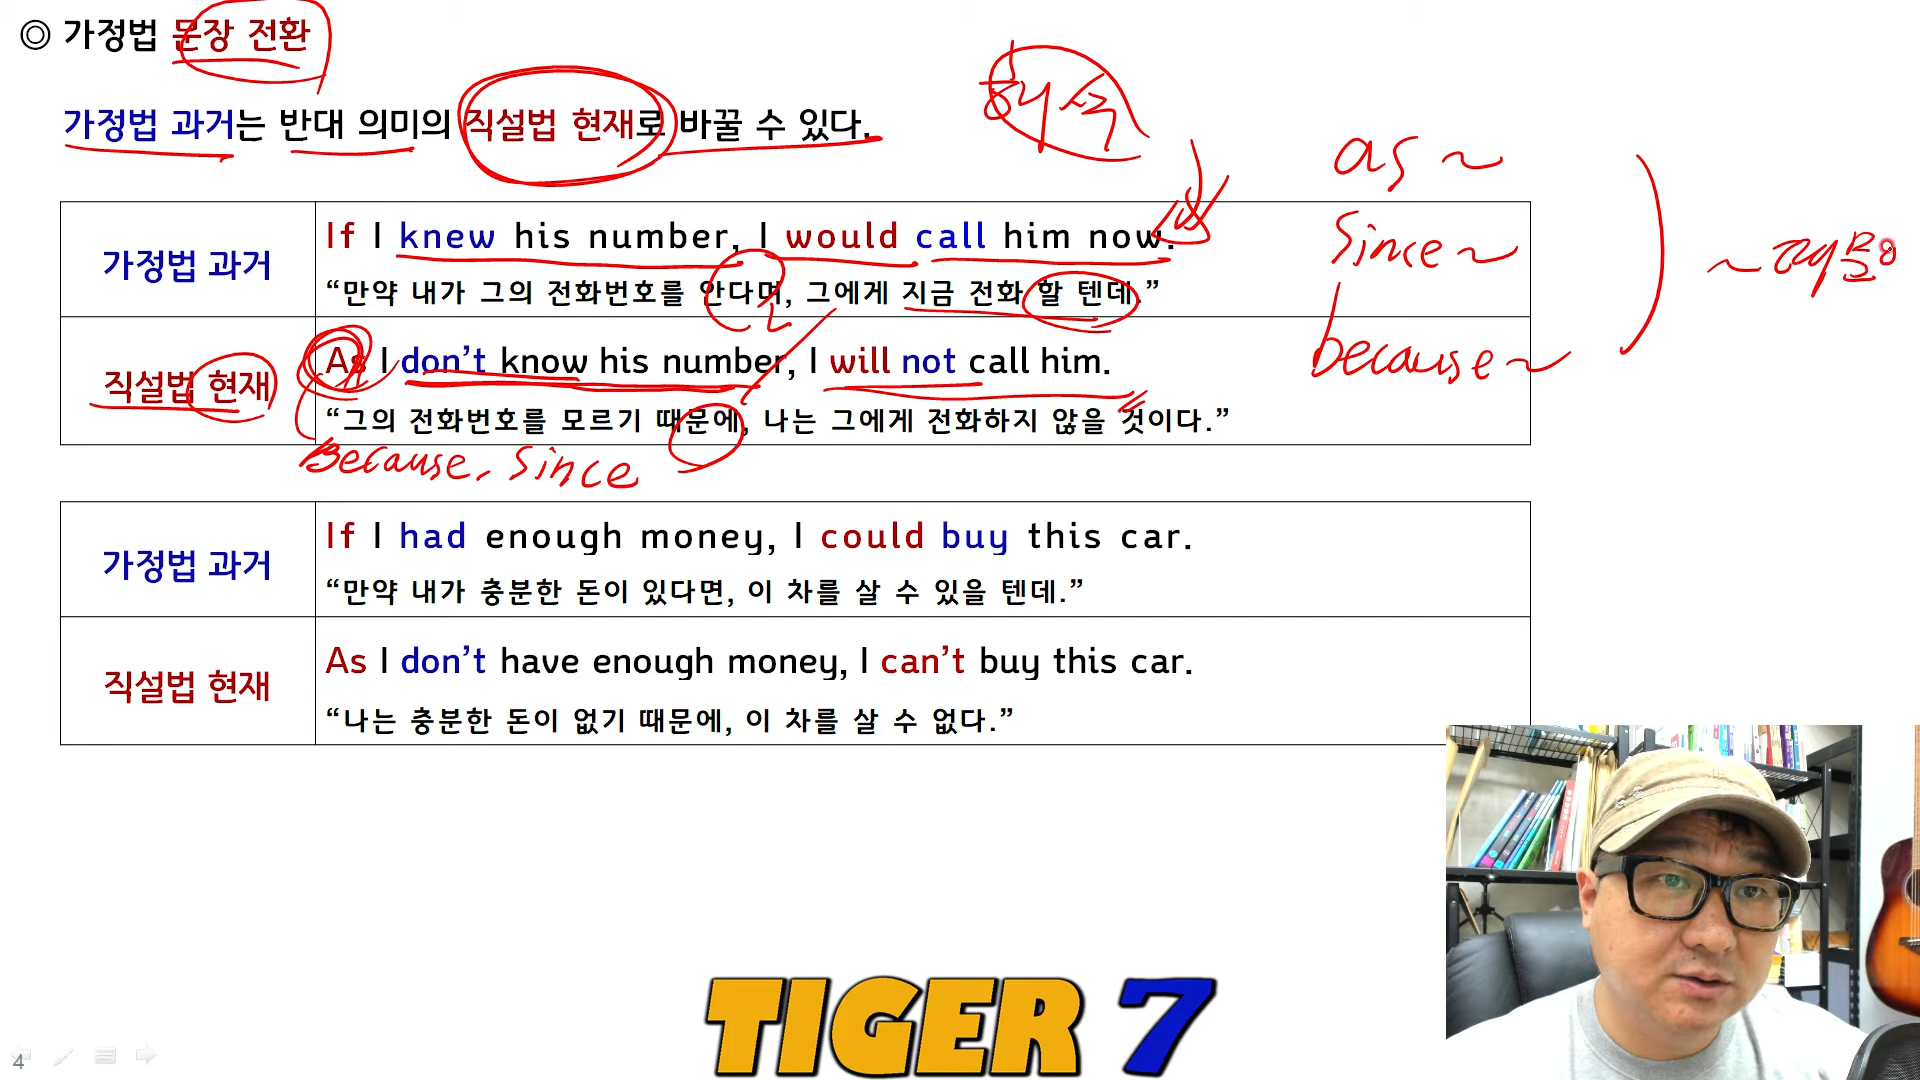 ◎ 가정법 문장 전환
가정법 과거는 반대 의미의 직설법 현재로 바꿀 수 있다.
해석
as ~
since ~
because ~
가정법 과거
If I knew his number, I would call him now.
“만약 내가 그의 전화번호를 안다면, 그에게 지금 전화 할 텐데.”
직설법 현재
As I don’t know his number, I will not call him.
“그의 전화번호를 모르기 때문에, 나는 그에게 전화하지 않을 것이다.”
Because, Since
가정법 과거
If I had enough money, I could buy this car.
“만약 내가 충분한 돈이 있다면, 이 차를 살 수 있을 텐데.”
직설법 현재
As I don’t have enough money, I can’t buy this car.
“나는 충분한 돈이 없기 때문에, 이 차를 살 수 없다.”
TIGER 7
4